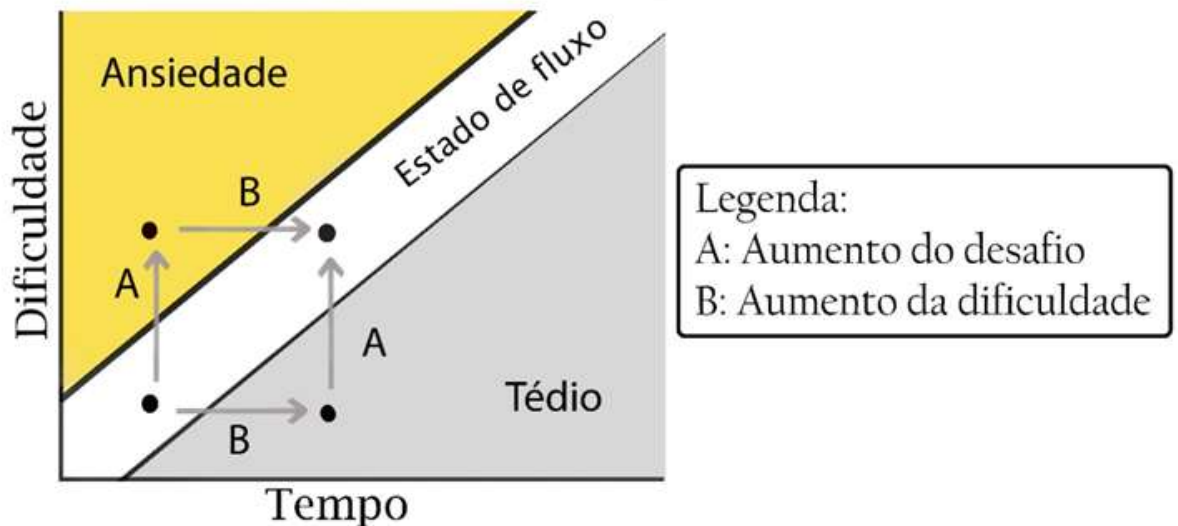 Ansiedade
Estado de fluxo
B
A
A
B
Tédio
Dificuldade
Tempo
Legenda:
A: Aumento do desafio
B: Aumento da dificuldade